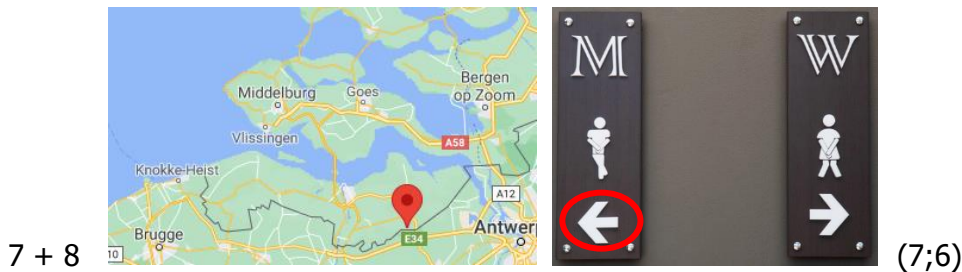 7 + 8
Middelburg
Goes
Bergen
op Zoom
Vlissingen
A58
Knokke-Heist
A12
Brugge
E34
Antwerp
10
M
W
(7;6)